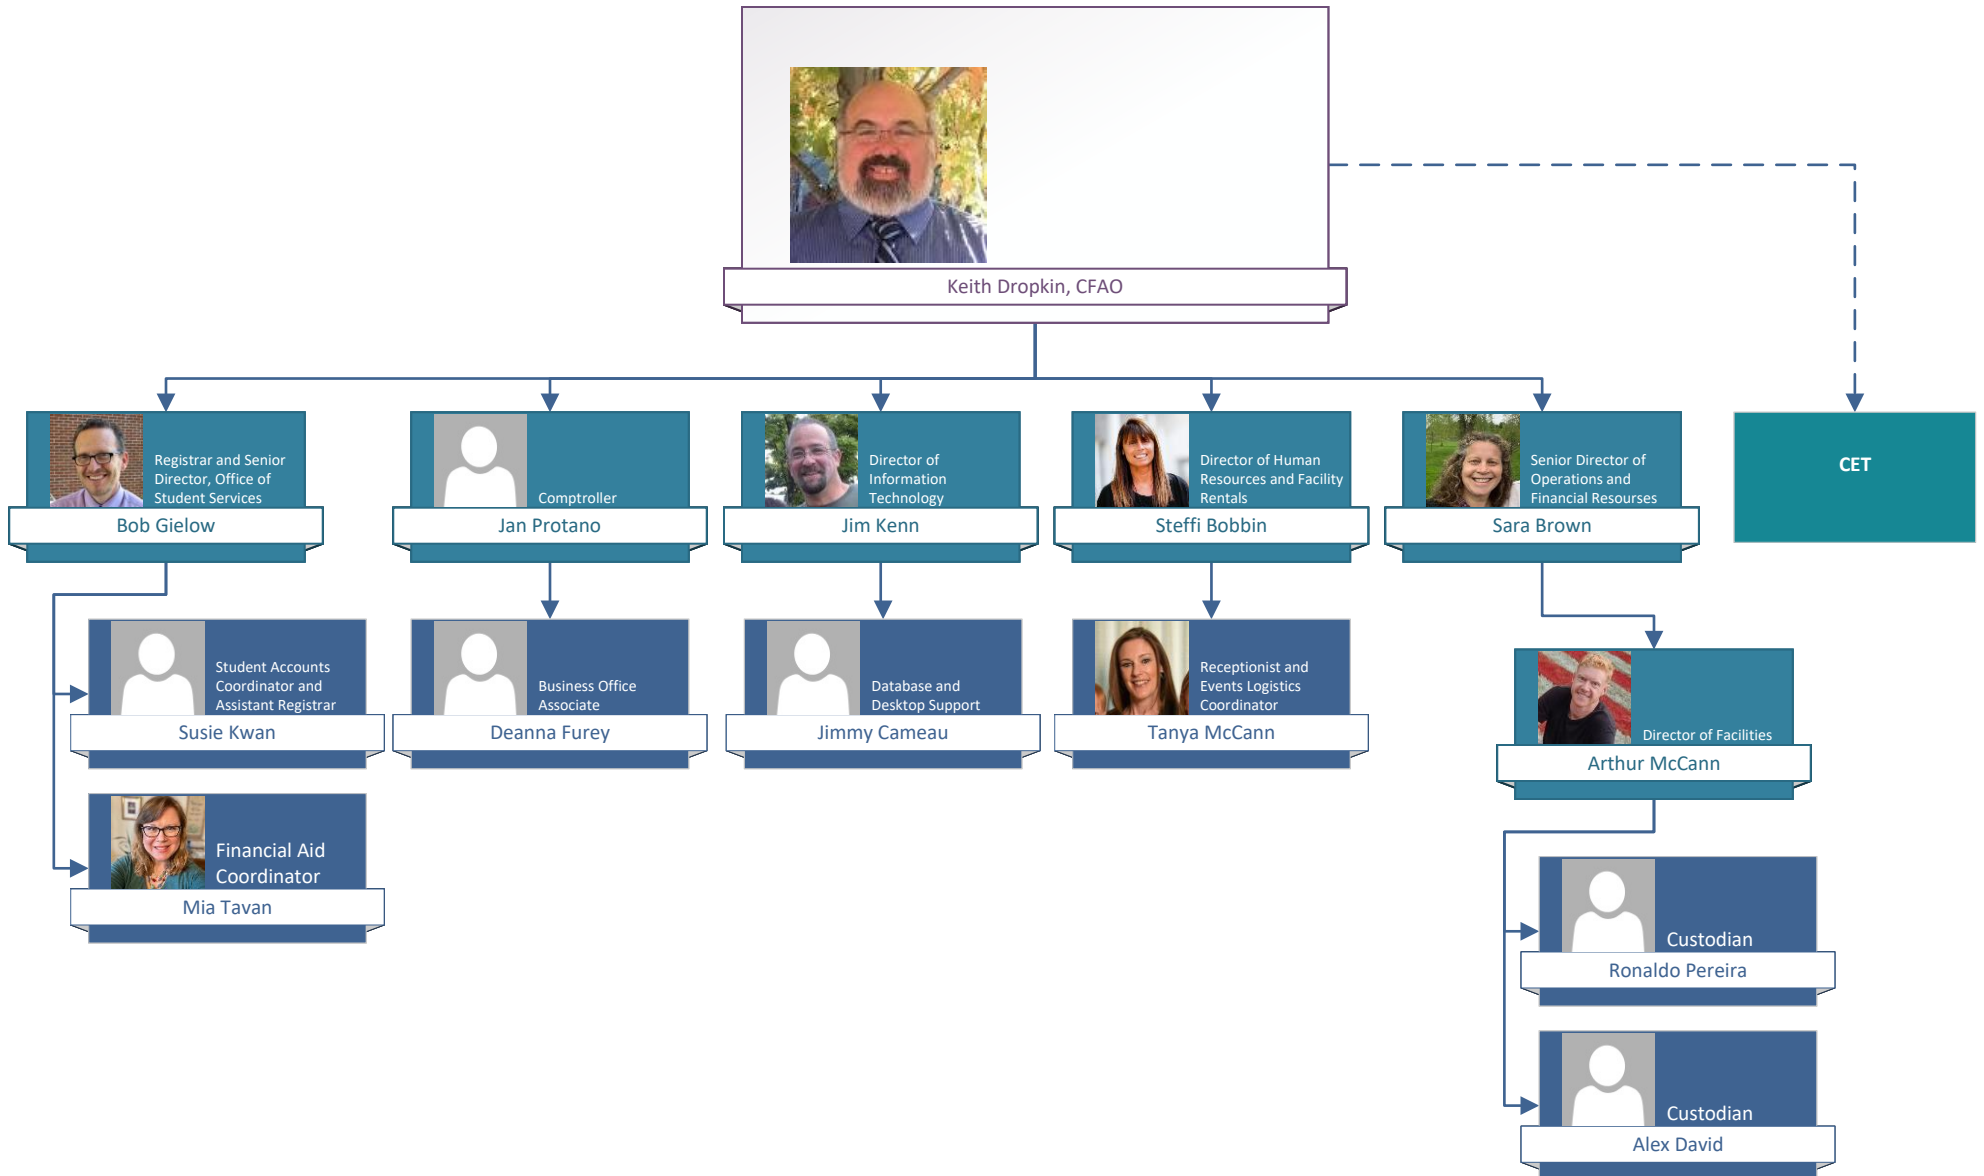 Keith Dropkin, CFAO
Registrar and Senior
Director, Office of
Student Services
Bob Gielow
Comptroller
Jan Protano
Director of
Information
Technology
Jim Kenn
Director of Human
Resources and Facility
Rentals
Steffi Bobbin
Senior Director of
Operations and
Financial Resourses
Sara Brown
CET
Student Accounts
Coordinator and
Assistant Registrar
Susie Kwan
Business Office
Associate
Deanna Furey
Database and
Desktop Support
Jimmy Cameau
Receptionist and
Events Logistics
Coordinator
Tanya McCann
Director of Facilities
Arthur McCann
Financial Aid
Coordinator
Mia Tavan
Custodian
Ronaldo Pereira
Custodian
Alex David